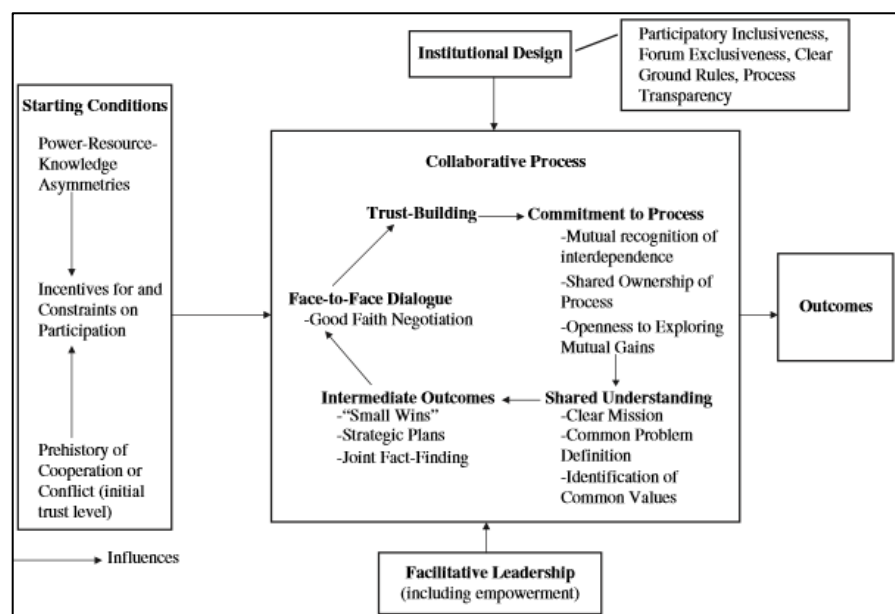 Institutional Design
Participatory Inclusiveness,
Forum Exclusiveness, Clear
Ground Rules, Process
Transparency
Starting Conditions
Power-Resource-
Knowledge
Asymmetries
Incentives for and
Constraints on
Participation
Prehistory of
Cooperation or
Conflict (initial
trust level)
Influences
Collaborative Process
Trust-Building
Commitment to Process
-Mutual recognition of
interdependence
-Shared Ownership of
Process
-Openness to Exploring
Mutual Gains
Face-to-Face Dialogue
-Good Faith Negotiation
Intermediate Outcomes
-“Small Wins”
-Strategic Plans
-Joint Fact-Finding
Shared Understanding
-Clear Mission
-Common Problem
Definition
-Identification of
Common Values
Outcomes
Facilitative Leadership
(including empowerment)